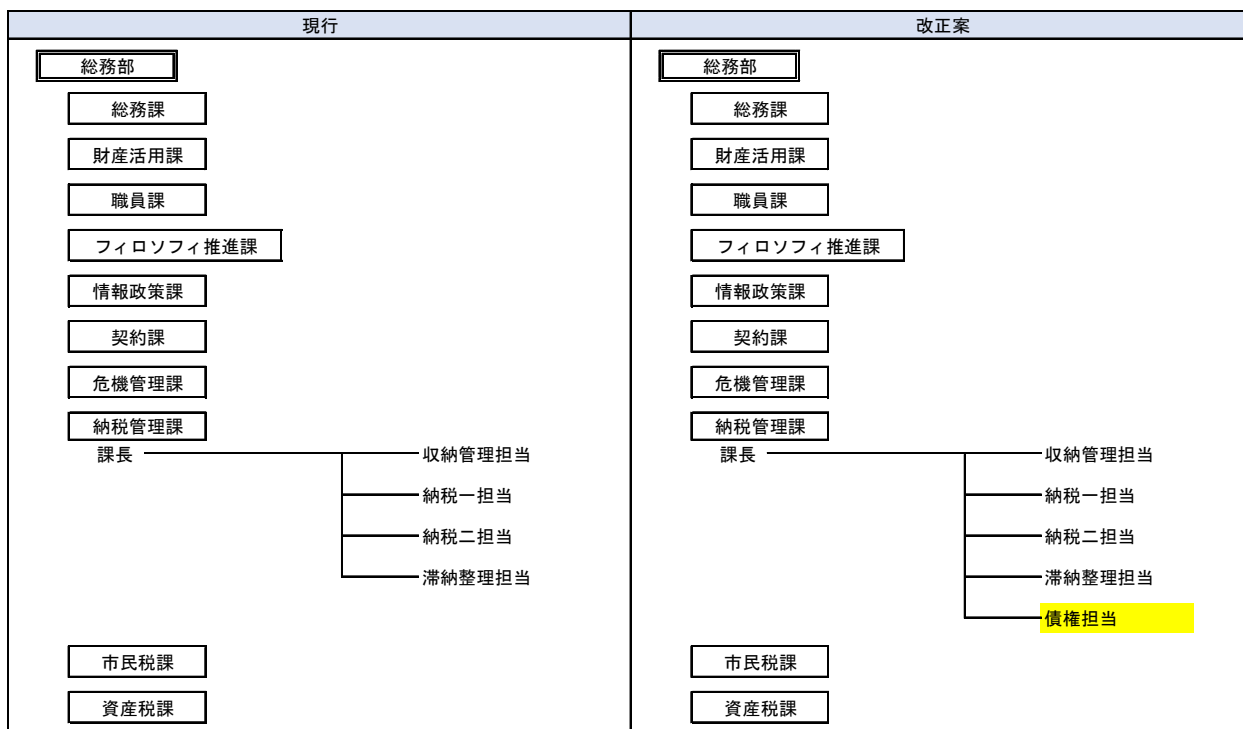 現行
総務部
総務課
財産活用課
職員課
フィロソフィ推進課
情報政策課
契約課
危機管理課
納税管理課
課長
収納管理担当
納税一担当
納税二担当
滞納整理担当
市民税課
資産税課
改正案
総務部
総務課
財産活用課
職員課
フィロソフィ推進課
情報政策課
契約課
危機管理課
納税管理課
課長
収納管理担当
納税一担当
納税二担当
滞納整理担当
債権担当
市民税課
資産税課